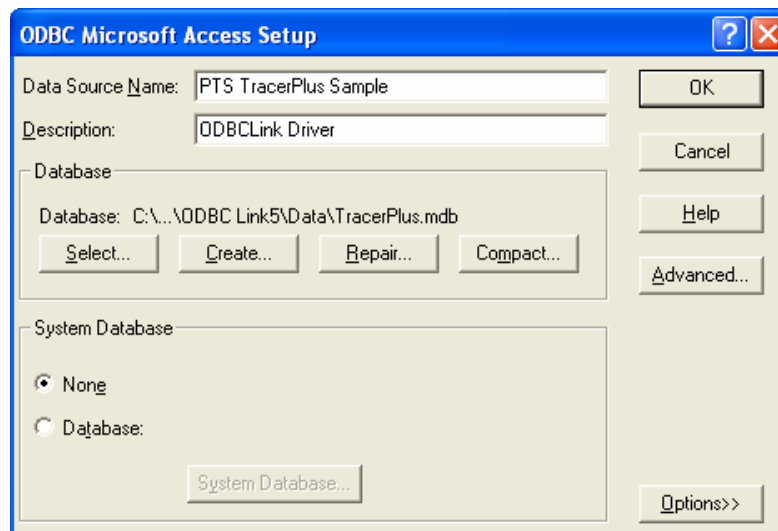 ODBC Microsoft Access Setup
Data Source Name: PTS TracerPlus Sample
OK
Description: ODBCLink Driver
Cancel
Database
Database: C:\...\ODBC Link5\Data\TracerPlus.mdb
Help
Select... Create... Repair... Compact...
Advanced...
System Database
None
Database:
System Database...
Options>>